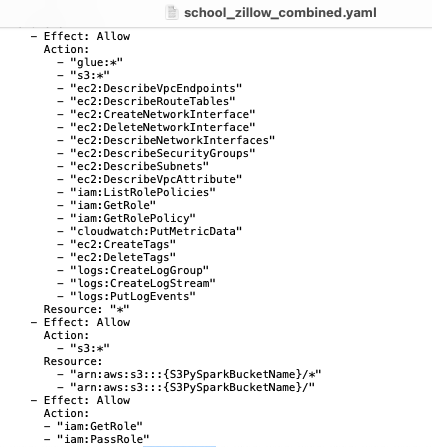 school_zillow_combined.yaml
- Effect: Allow
Action:
- "glue:*"
- "s3:*"
- "ec2:DescribeVpcEndpoints"
- "ec2:DescribeRouteTables"
- "ec2:CreateNetworkInterface"
- "ec2:DeleteNetworkInterface"
- "ec2:DescribeNetworkInterfaces"
- "ec2:DescribeSecurityGroups"
- "ec2:DescribeSubnets"
- "ec2:DescribeVpcAttribute"
- "iam:ListRolePolicies"
- "iam:GetRole"
- "iam:GetRolePolicy"
- "cloudwatch:PutMetricData"
- "ec2:CreateTags"
- "ec2:DeleteTags"
- "logs:CreateLogGroup"
- "logs:CreateLogStream"
- "logs:PutLogEvents"
Resource: "*"
- Effect: Allow
Action:
- "s3:*"
Resource:
- "arn:aws:s3:::{S3PySparkBucketName}/*"
- "arn:aws:s3:::{S3PySparkBucketName}/"
- Effect: Allow
Action:
- "iam:GetRole"
- "iam:PassRole"